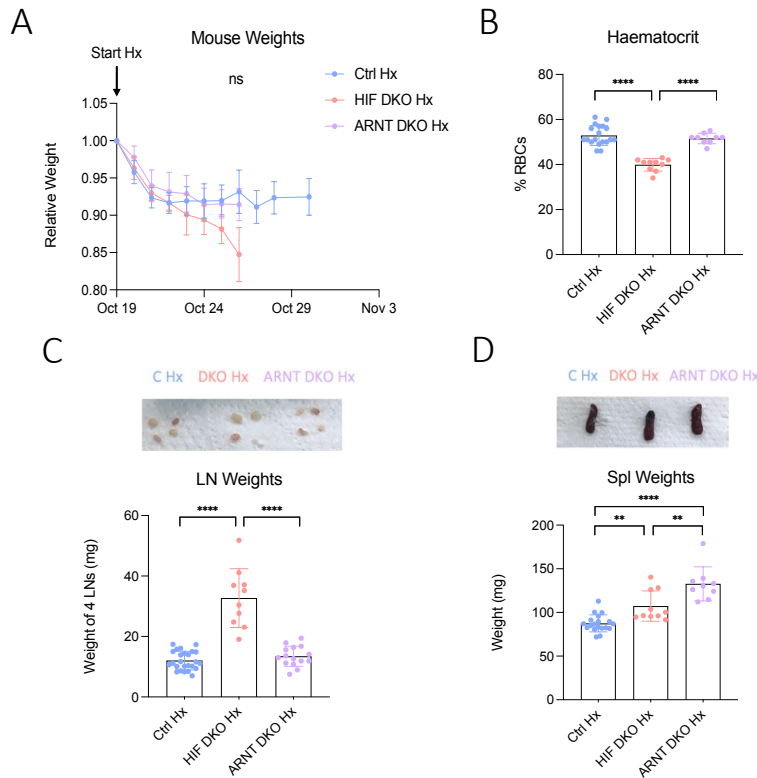 A
Mouse Weights
Start Hx
ns
Ctrl Hx
HIF DKO Hx
ARNT DKO Hx
Relative Weight
1.05
1.00
0.95
0.90
0.85
0.80
Oct 19
Oct 24
Oct 29
Nov 3
B
Haematocrit
**** ****
% RBCs
80
60
40
20
0
Ctrl Hx
HIF DKO Hx
ARNT DKO Hx
C
C Hx DKO Hx ARNT DKO Hx
LN Weights
**** ****
Weight of 4 LNs (mg)
60
40
20
0
Ctrl Hx
HIF DKO Hx
ARNT DKO Hx
D
C Hx DKO Hx ARNT DKO Hx
Spl Weights
****
** **
Weight (mg)
200
150
100
50
0
Ctrl Hx
HIF DKO Hx
ARNT DKO Hx